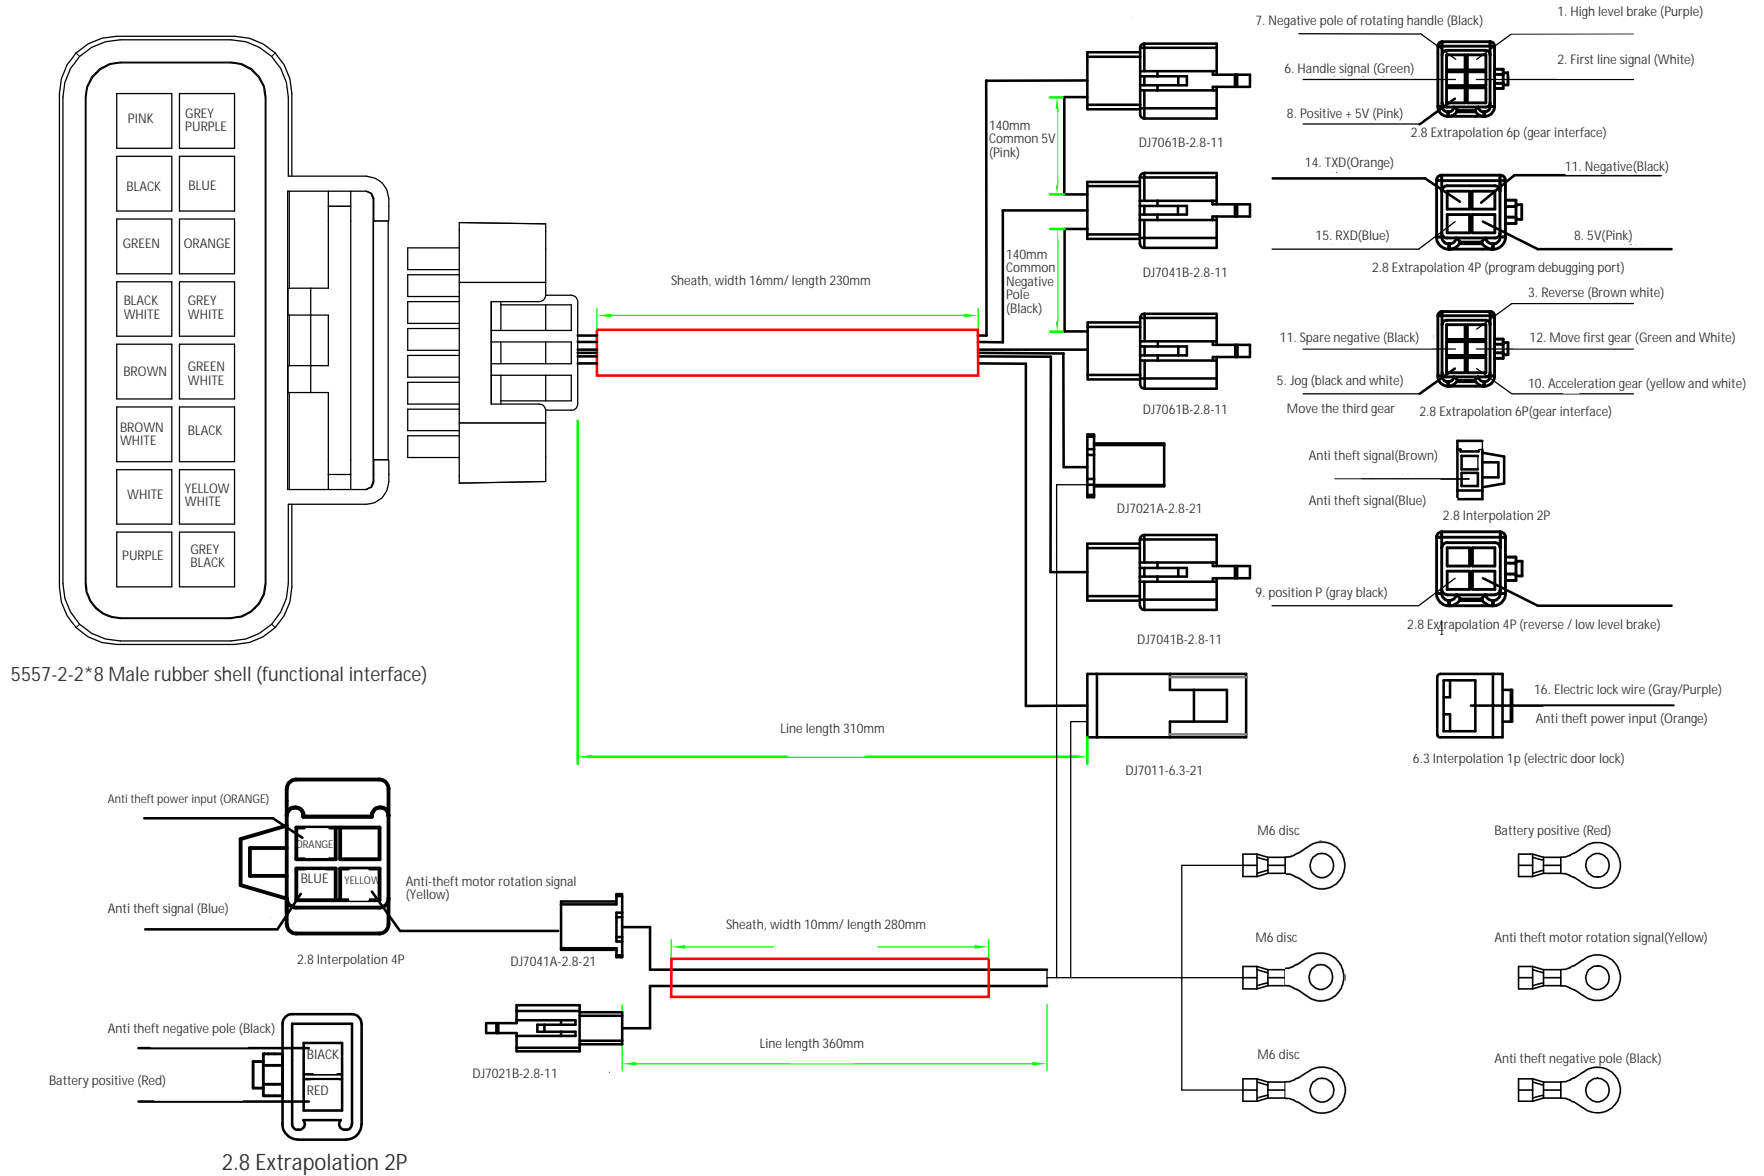 PINK
GREY
PURPLE
BLACK
BLUE
GREEN
ORANGE
BLACK
WHITE
GREY
WHITE
BROWN
GREEN
WHITE
BROWN
WHITE
BLACK
WHITE
YELLOW
WHITE
PURPLE
GREY
BLACK
5557-2-2*8 Male rubber shell (functional interface)
Sheath, width 16mm/ length 230mm
Line length 310mm
140mm
Common 5V
(Pink)
140mm
Common
Negative
Pole
(Black)
DJ7061B-2.8-11
DJ7041B-2.8-11
DJ7061B-2.8-11
DJ7021A-2.8-21
DJ7041B-2.8-11
DJ7011-6.3-21
7. Negative pole of rotating handle (Black)
1. High level brake (Purple)
6. Handle signal (Green)
2. First line signal (White)
8. Positive + 5V (Pink)
2.8 Extrapolation 6p (gear interface)
14. TXD(Orange)
11. Negative(Black)
15. RXD(Blue)
8. 5V(Pink)
2.8 Extrapolation 4P (program debugging port)
3. Reverse (Brown white)
11. Spare negative (Black)
12. Move first gear (Green and White)
5. Jog (black and white)
10. Acceleration gear (yellow and white)
Move the third gear
2.8 Extrapolation 6P(gear interface)
Anti theft signal(Brown)
Anti theft signal(Blue)
2.8 Interpolation 2P
9. position P (gray black)
2.8 Extrapolation 4P (reverse / low level brake)
16. Electric lock wire (Gray/Purple)
Anti theft power input (Orange)
6.3 Interpolation 1p (electric door lock)
Anti theft power input (ORANGE)
ORANGE
BLUE
YELLOW
Anti-theft motor rotation signal
(Yellow)
Anti theft signal (Blue)
2.8 Interpolation 4P
DJ7041A-2.8-21
Sheath, width 10mm/ length 280mm
Anti theft negative pole (Black)
BIACK
RED
Battery positive (Red)
2.8 Extrapolation 2P
DJ7021B-2.8-11
Line length 360mm
M6 disc
Battery positive (Red)
M6 disc
Anti theft motor rotation signal(Yellow)
M6 disc
Anti theft negative pole (Black)